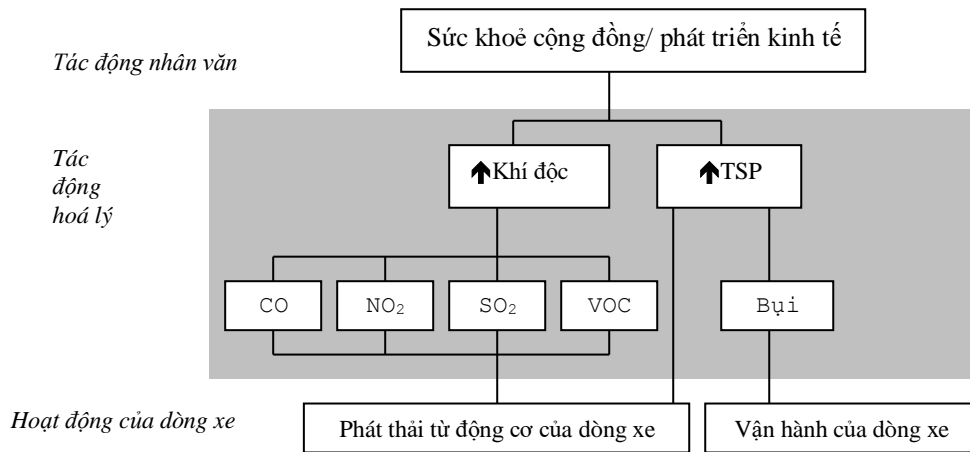 Sức khoẻ cộng đồng/ phát triển kinh tế
Tác động nhân văn
Tác
động
hoá lý
🡅Khí độc
🡅TSP
CO
NO₂
SO₂
VOC
Bụi
Hoạt động của dòng xe
Phát thải từ động cơ của dòng xe
Vận hành của dòng xe